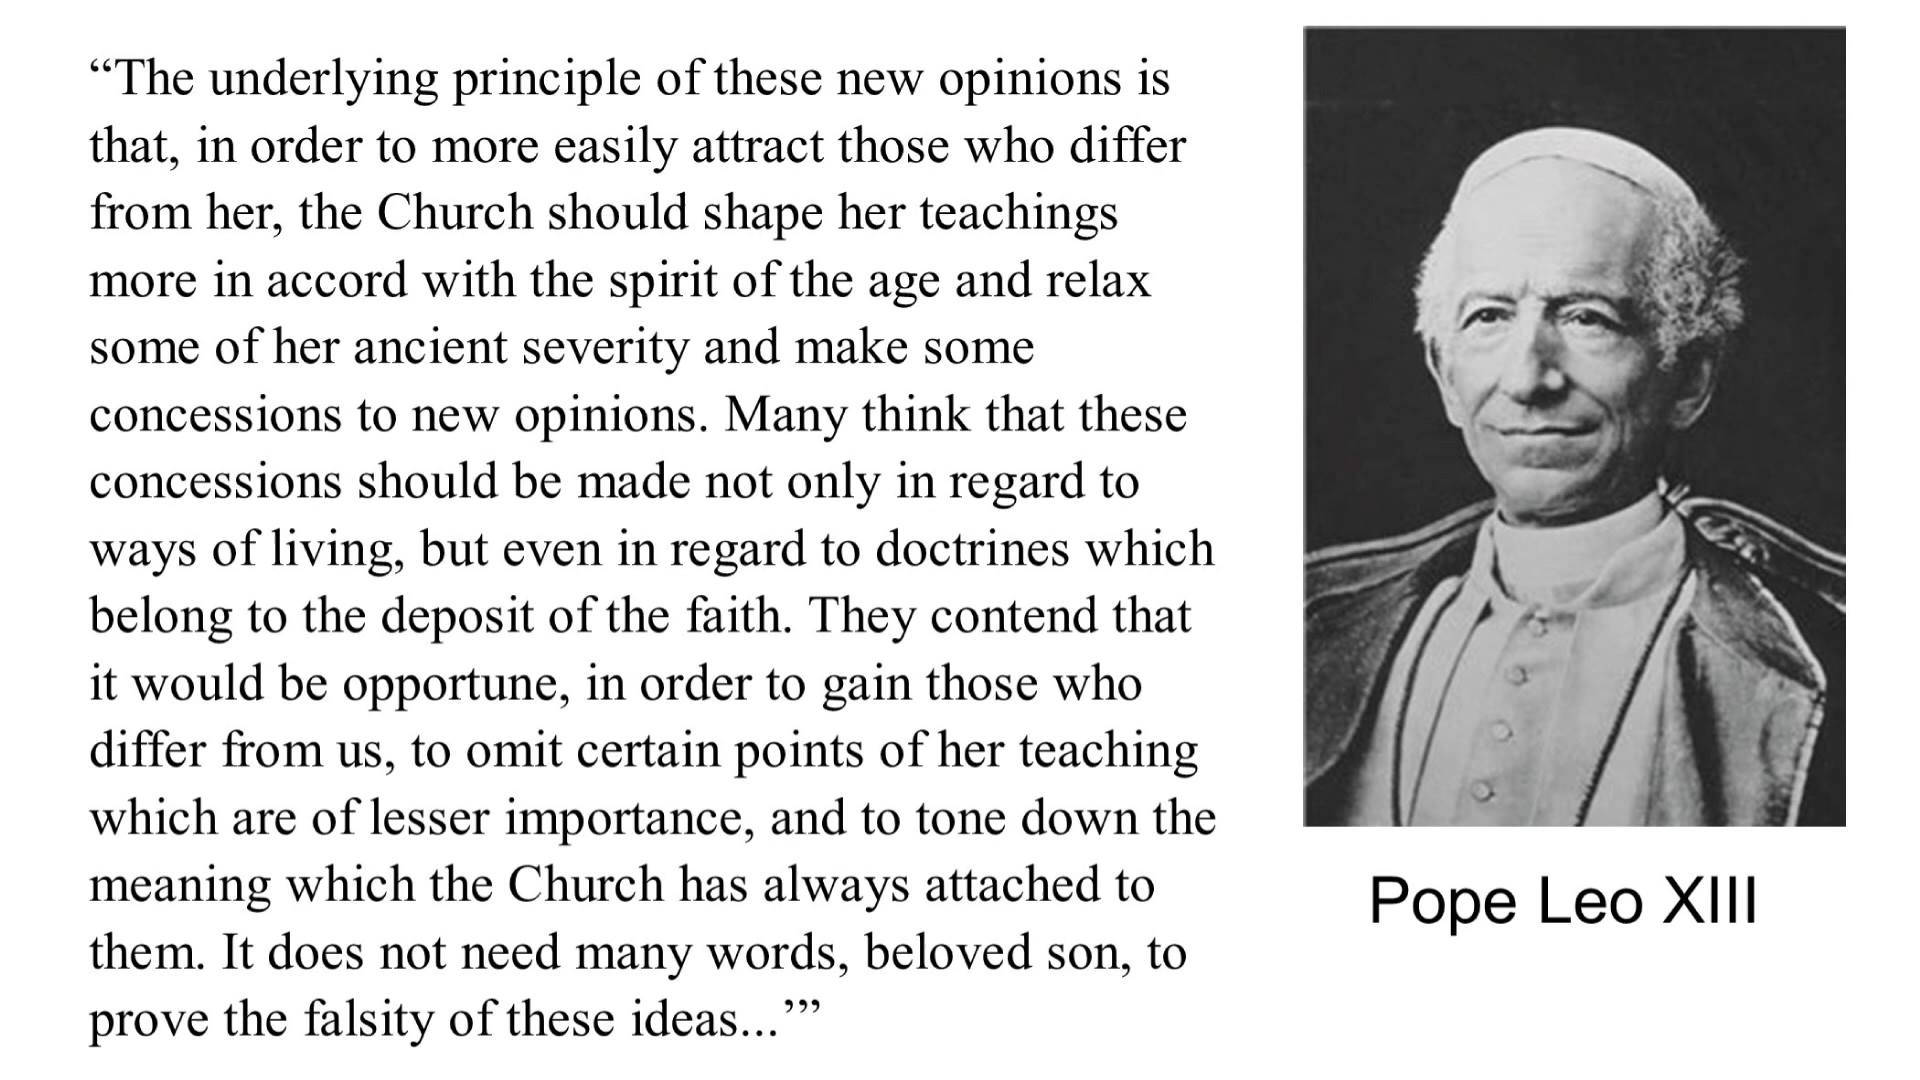 “The underlying principle of these new opinions is
that, in order to more easily attract those who differ
from her, the Church should shape her teachings
more in accord with the spirit of the age and relax
some of her ancient severity and make some
concessions to new opinions. Many think that these
concessions should be made not only in regard to
ways of living, but even in regard to doctrines which
belong to the deposit of the faith. They contend that
it would be opportune, in order to gain those who
differ from us, to omit certain points of her teaching
which are of lesser importance, and to tone down the
meaning which the Church has always attached to
them. It does not need many words, beloved son, to
prove the falsity of these ideas...’”
Pope Leo XIII